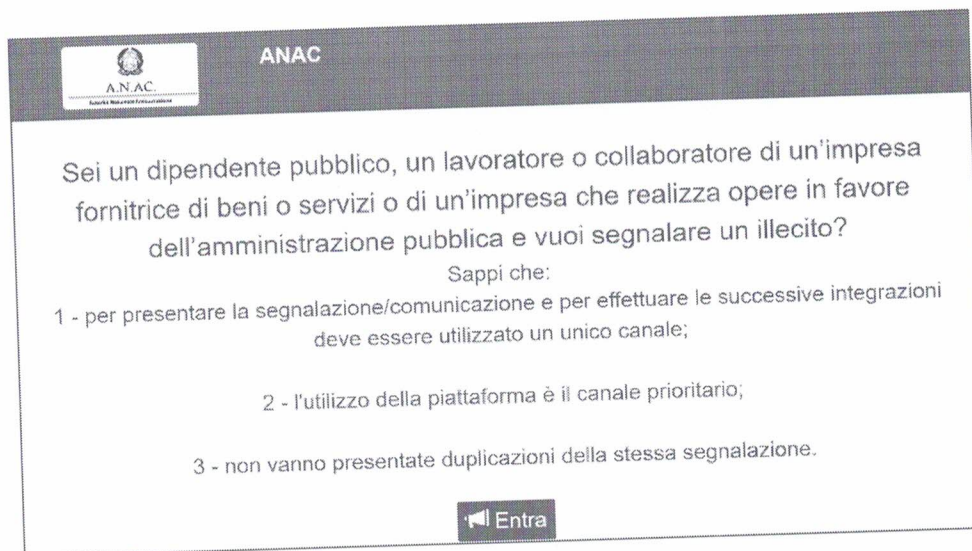 ANAC
A.N.AC.
Autorità Nazionale Anticorruzione
Sei un dipendente pubblico, un lavoratore o collaboratore di un'impresa
fornitrice di beni o servizi o di un'impresa che realizza opere in favore
dell'amministrazione pubblica e vuoi segnalare un illecito?
Sappi che:
1 - per presentare la segnalazione/comunicazione e per effettuare le successive integrazioni
deve essere utilizzato un unico canale;
2 - l'utilizzo della piattaforma è il canale prioritario;
3 - non vanno presentate duplicazioni della stessa segnalazione.
Entra